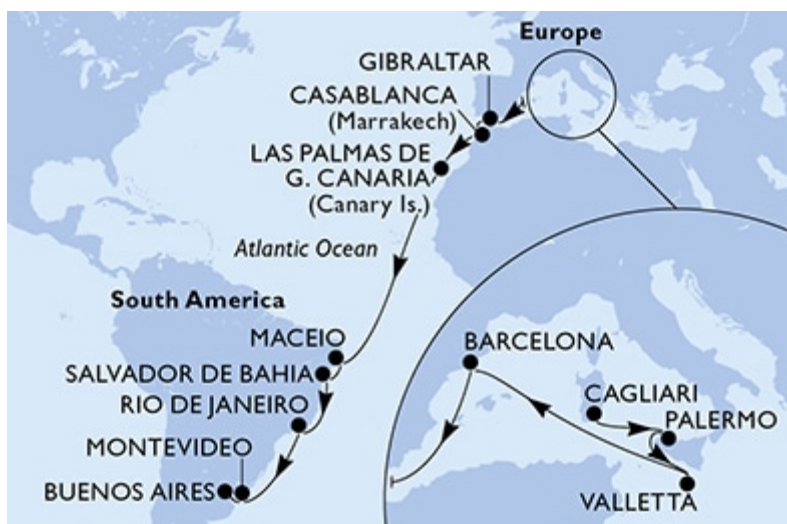 Europe
GIBRALTAR
CASABLANCA
(Marrakech)
LAS PALMAS DE
G. CANARIA
(Canary Is.)
Atlantic Ocean
South America
MACEIO
SALVADOR DE BAHIA
RIO DE JANEIRO
MONTEVIDEO
BUENOS AIRES
BARCELONA
CAGLIARI
PALERMO
VALLETTA